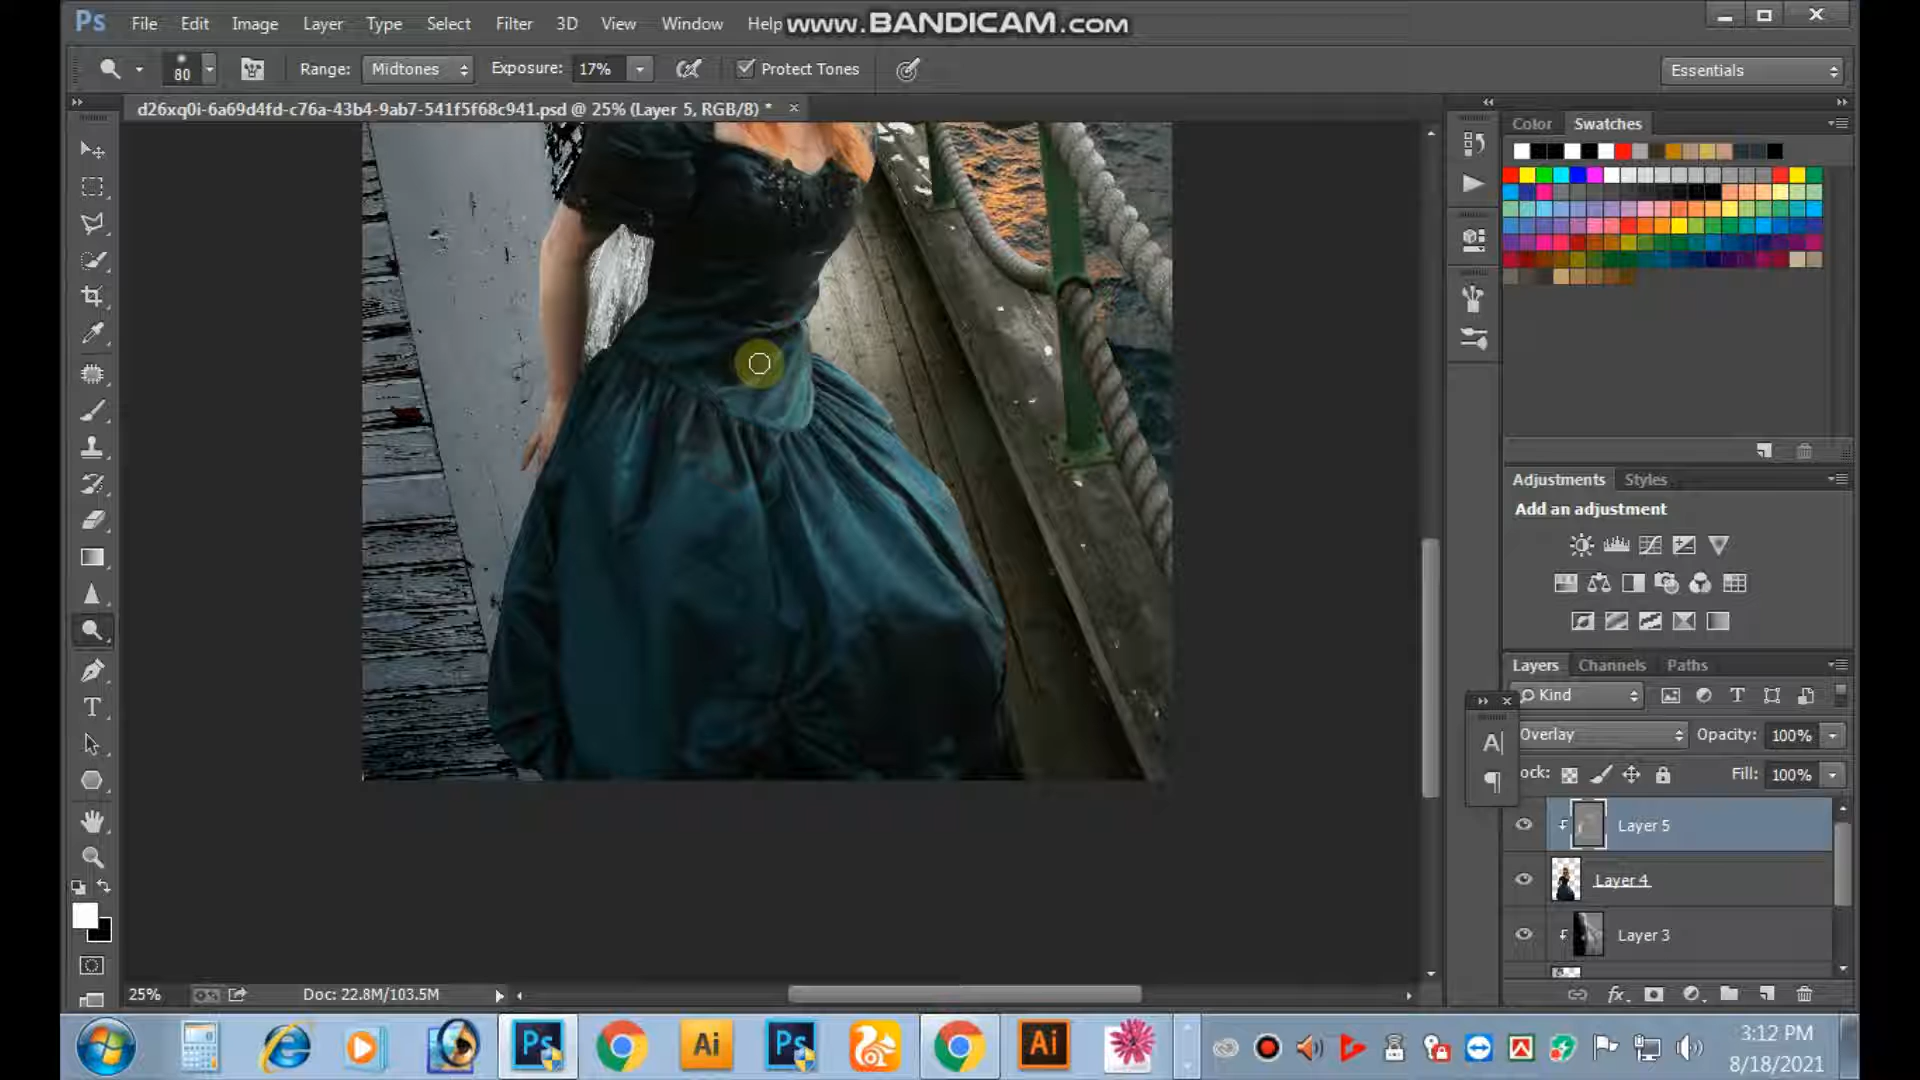 Ps File Edit Image Layer Type Select Filter 3D View Window Help
www.BANDICAM.com
80 Range: Midtones Exposure: 17% Protect Tones Essentials
d26xq0i-6a69d4fd-c76a-43b4-9ab7-541f5f68c941.psd @ 25% (Layer 5, RGB/8) *
Color Swatches
Adjustments Styles
Add an adjustment
Layers Channels Paths
Kind
Overlay Opacity: 100%
ock: Fill: 100%
Layer 5
Layer 4
Layer 3
25% Doc: 22.8M/103.5M
3:12 PM
8/18/2021
Ps Ai Ps Ai